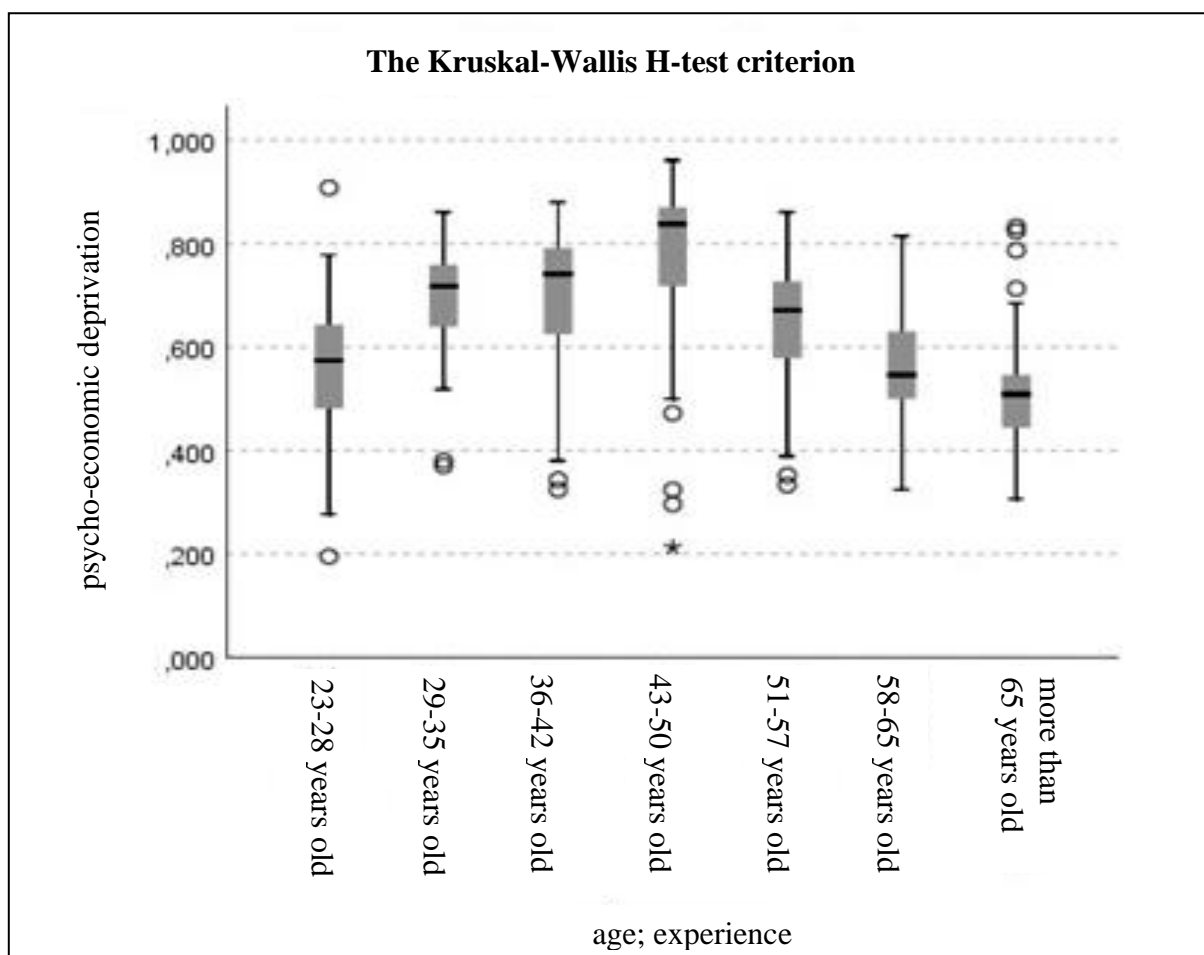 The Kruskal-Wallis H-test criterion
psycho-economic deprivation
1,000
,800
,600
,400
,200
,000
23-28 years old
29-35 years old
36-42 years old
43-50 years old
51-57 years old
58-65 years old
more than
65 years old
age; experience